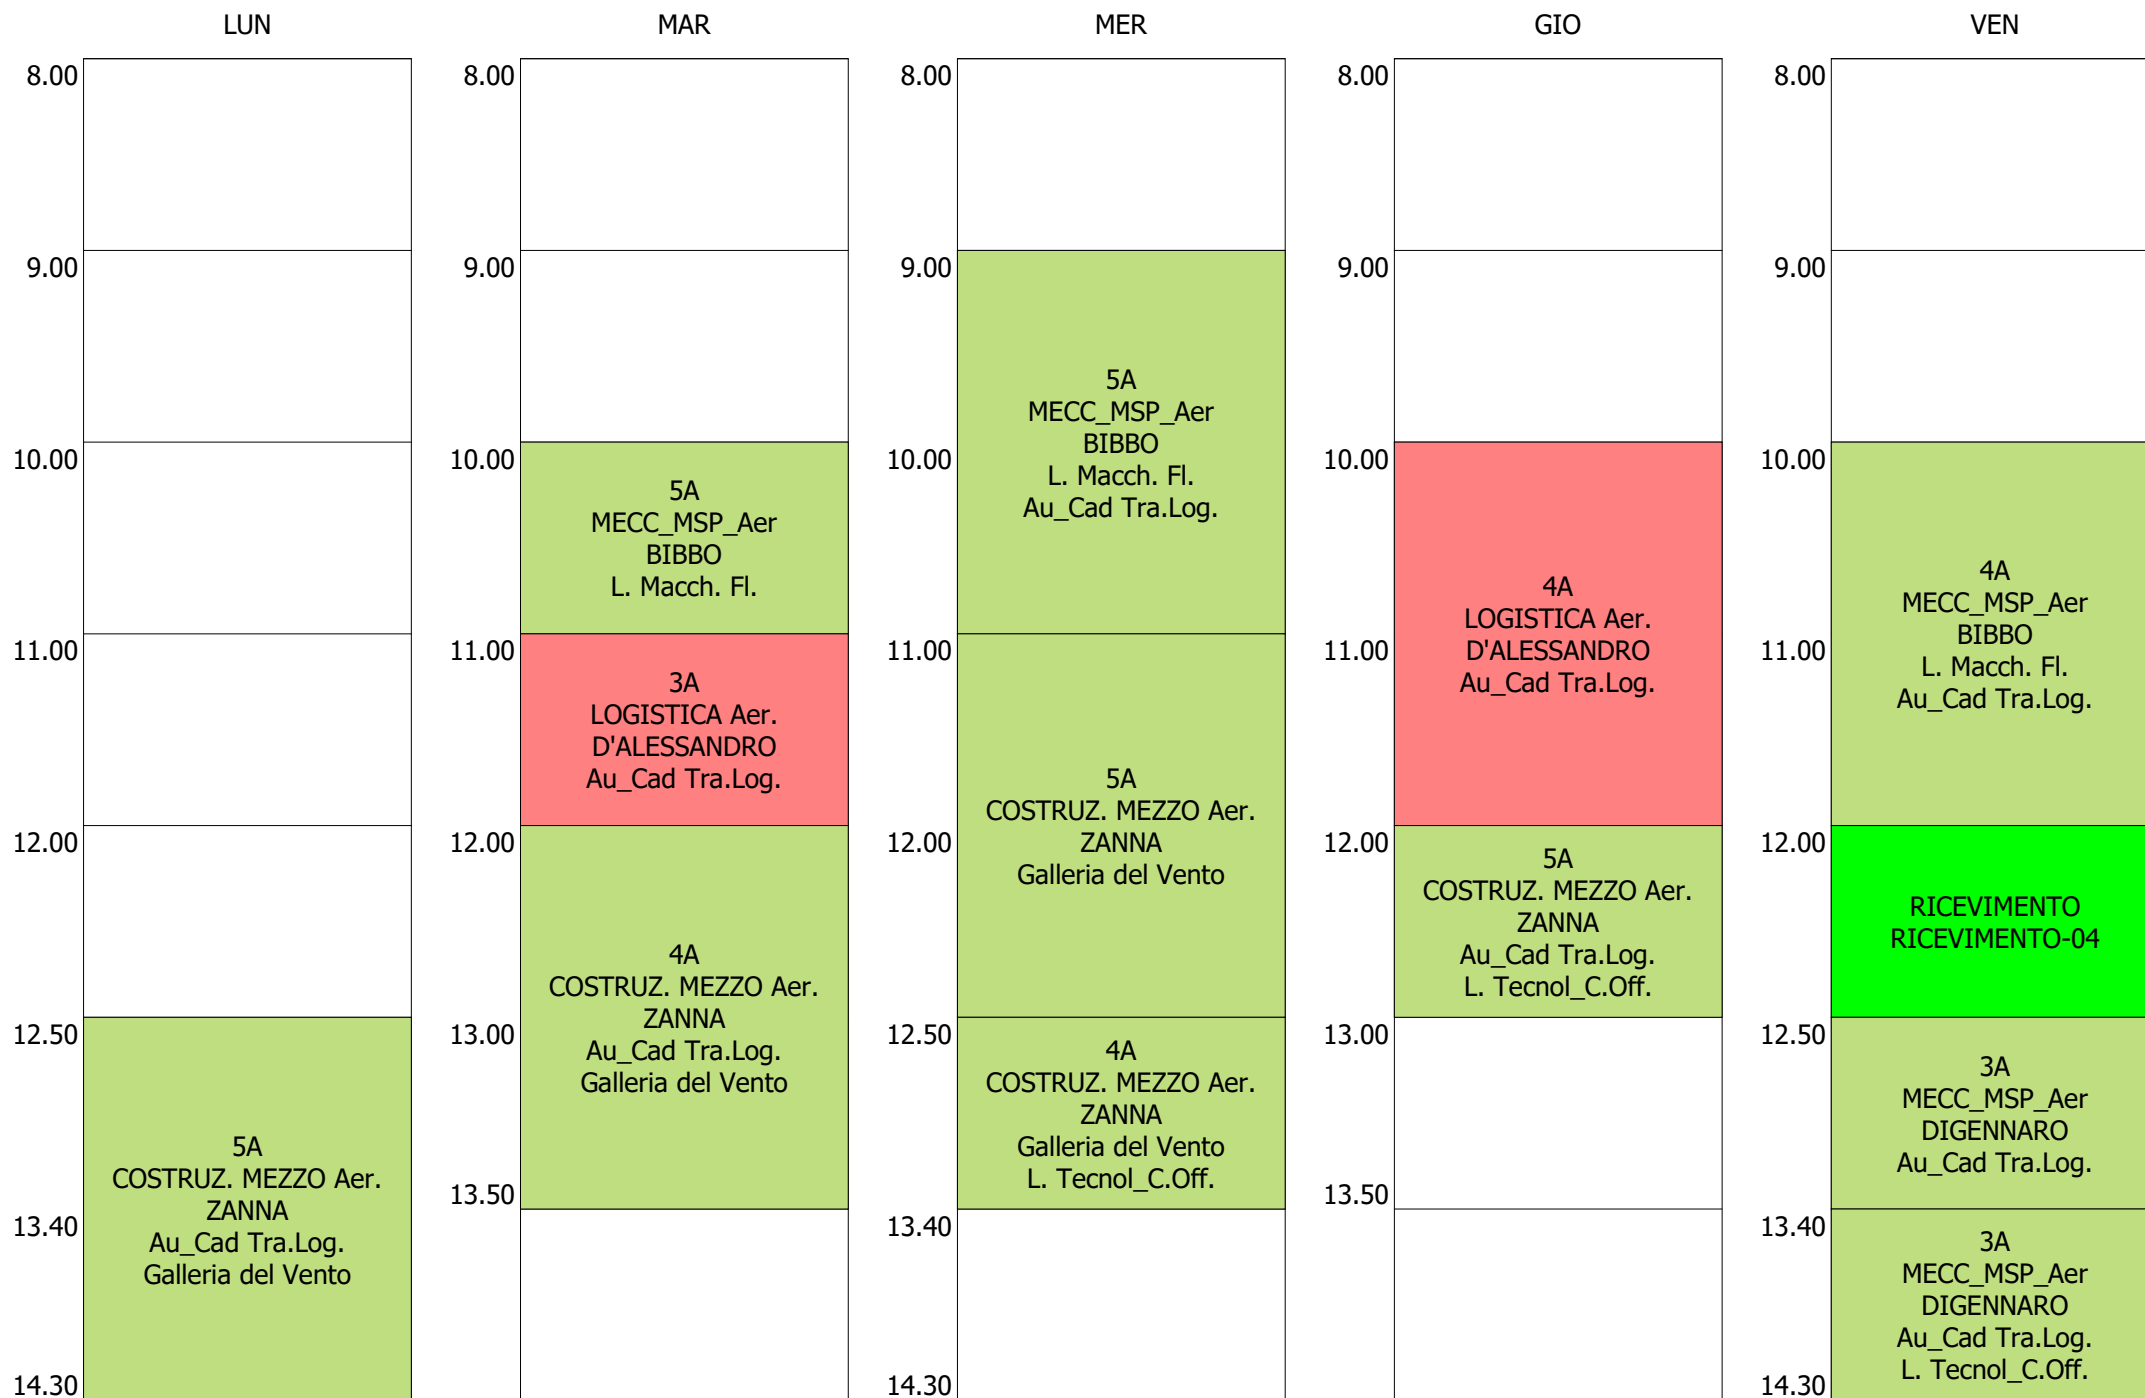 LUN
8.00
9.00
10.00
11.00
12.00
12.50
5A
COSTRUZ. MEZZO Aer.
ZANNA
13.40
Au_Cad Tra.Log.
Galleria del Vento
14.30
MAR
8.00
9.00
10.00
5A
MECC_MSP_Aer
BIBBO
L. Macch. Fl.
11.00
3A
LOGISTICA Aer.
D'ALESSANDRO
Au_Cad Tra.Log.
12.00
4A
COSTRUZ. MEZZO Aer.
ZANNA
13.00
Au_Cad Tra.Log.
Galleria del Vento
13.50
MER
8.00
9.00
5A
MECC_MSP_Aer
BIBBO
10.00
L. Macch. Fl.
Au_Cad Tra.Log.
11.00
5A
COSTRUZ. MEZZO Aer.
ZANNA
12.00
Galleria del Vento
12.50
4A
COSTRUZ. MEZZO Aer.
ZANNA
Galleria del Vento
L. Tecnol_C.Off.
13.40
14.30
GIO
8.00
9.00
10.00
4A
LOGISTICA Aer.
D'ALESSANDRO
11.00
Au_Cad Tra.Log.
12.00
5A
COSTRUZ. MEZZO Aer.
ZANNA
Au_Cad Tra.Log.
L. Tecnol_C.Off.
13.00
13.50
VEN
8.00
9.00
10.00
4A
MECC_MSP_Aer
BIBBO
11.00
L. Macch. Fl.
Au_Cad Tra.Log.
12.00
RICEVIMENTO
RICEVIMENTO-04
12.50
3A
MECC_MSP_Aer
DIGENNARO
Au_Cad Tra.Log.
13.40
3A
MECC_MSP_Aer
DIGENNARO
Au_Cad Tra.Log.
L. Tecnol_C.Off.
14.30